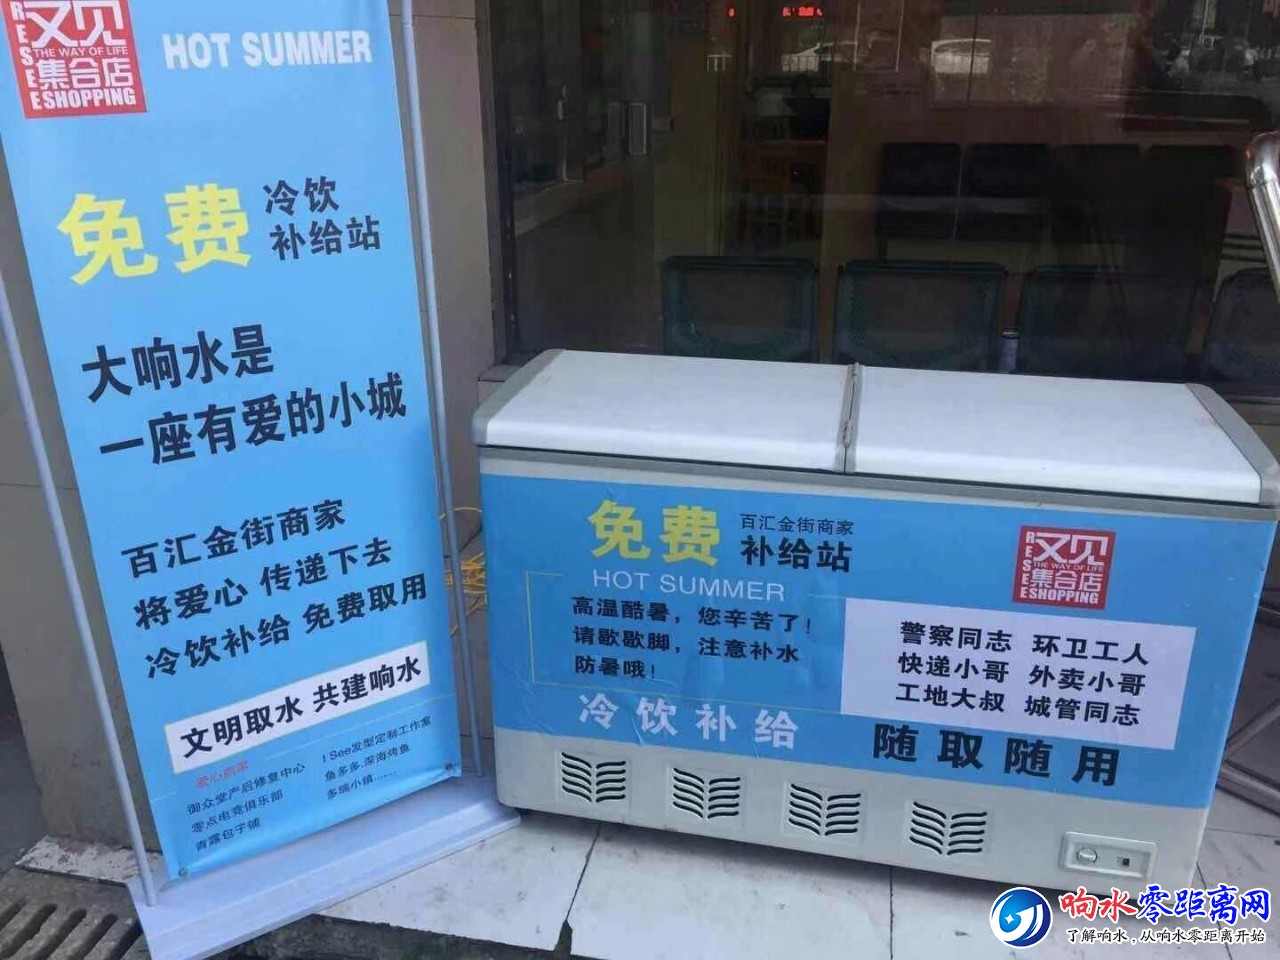 RESEE
又见
THE WAY OF LIFE
集合店
SHOPPING
HOT SUMMER
免费 冷饮
补给站
大响水是
一座有爱的小城
百汇金街商家
将爱心 传递下去
冷饮补给 免费取用
文明取水 共建响水
爱心商家
御众堂产后修复中心
零点电竞俱乐部
青露包子铺
I See发型定制工作室
鱼多多.深海烤鱼
多瑞小镇......
免费 百汇金街商家
补给站
HOT SUMMER
高温酷暑，您辛苦了！
请歇歇脚，注意补水
防暑哦！
冷饮补给
RESEE
又见
THE WAY OF LIFE
集合店
SHOPPING
警察同志 环卫工人
快递小哥 外卖小哥
工地大叔 城管同志
随取随用
响水零距离网
了解响水，从响水零距离开始